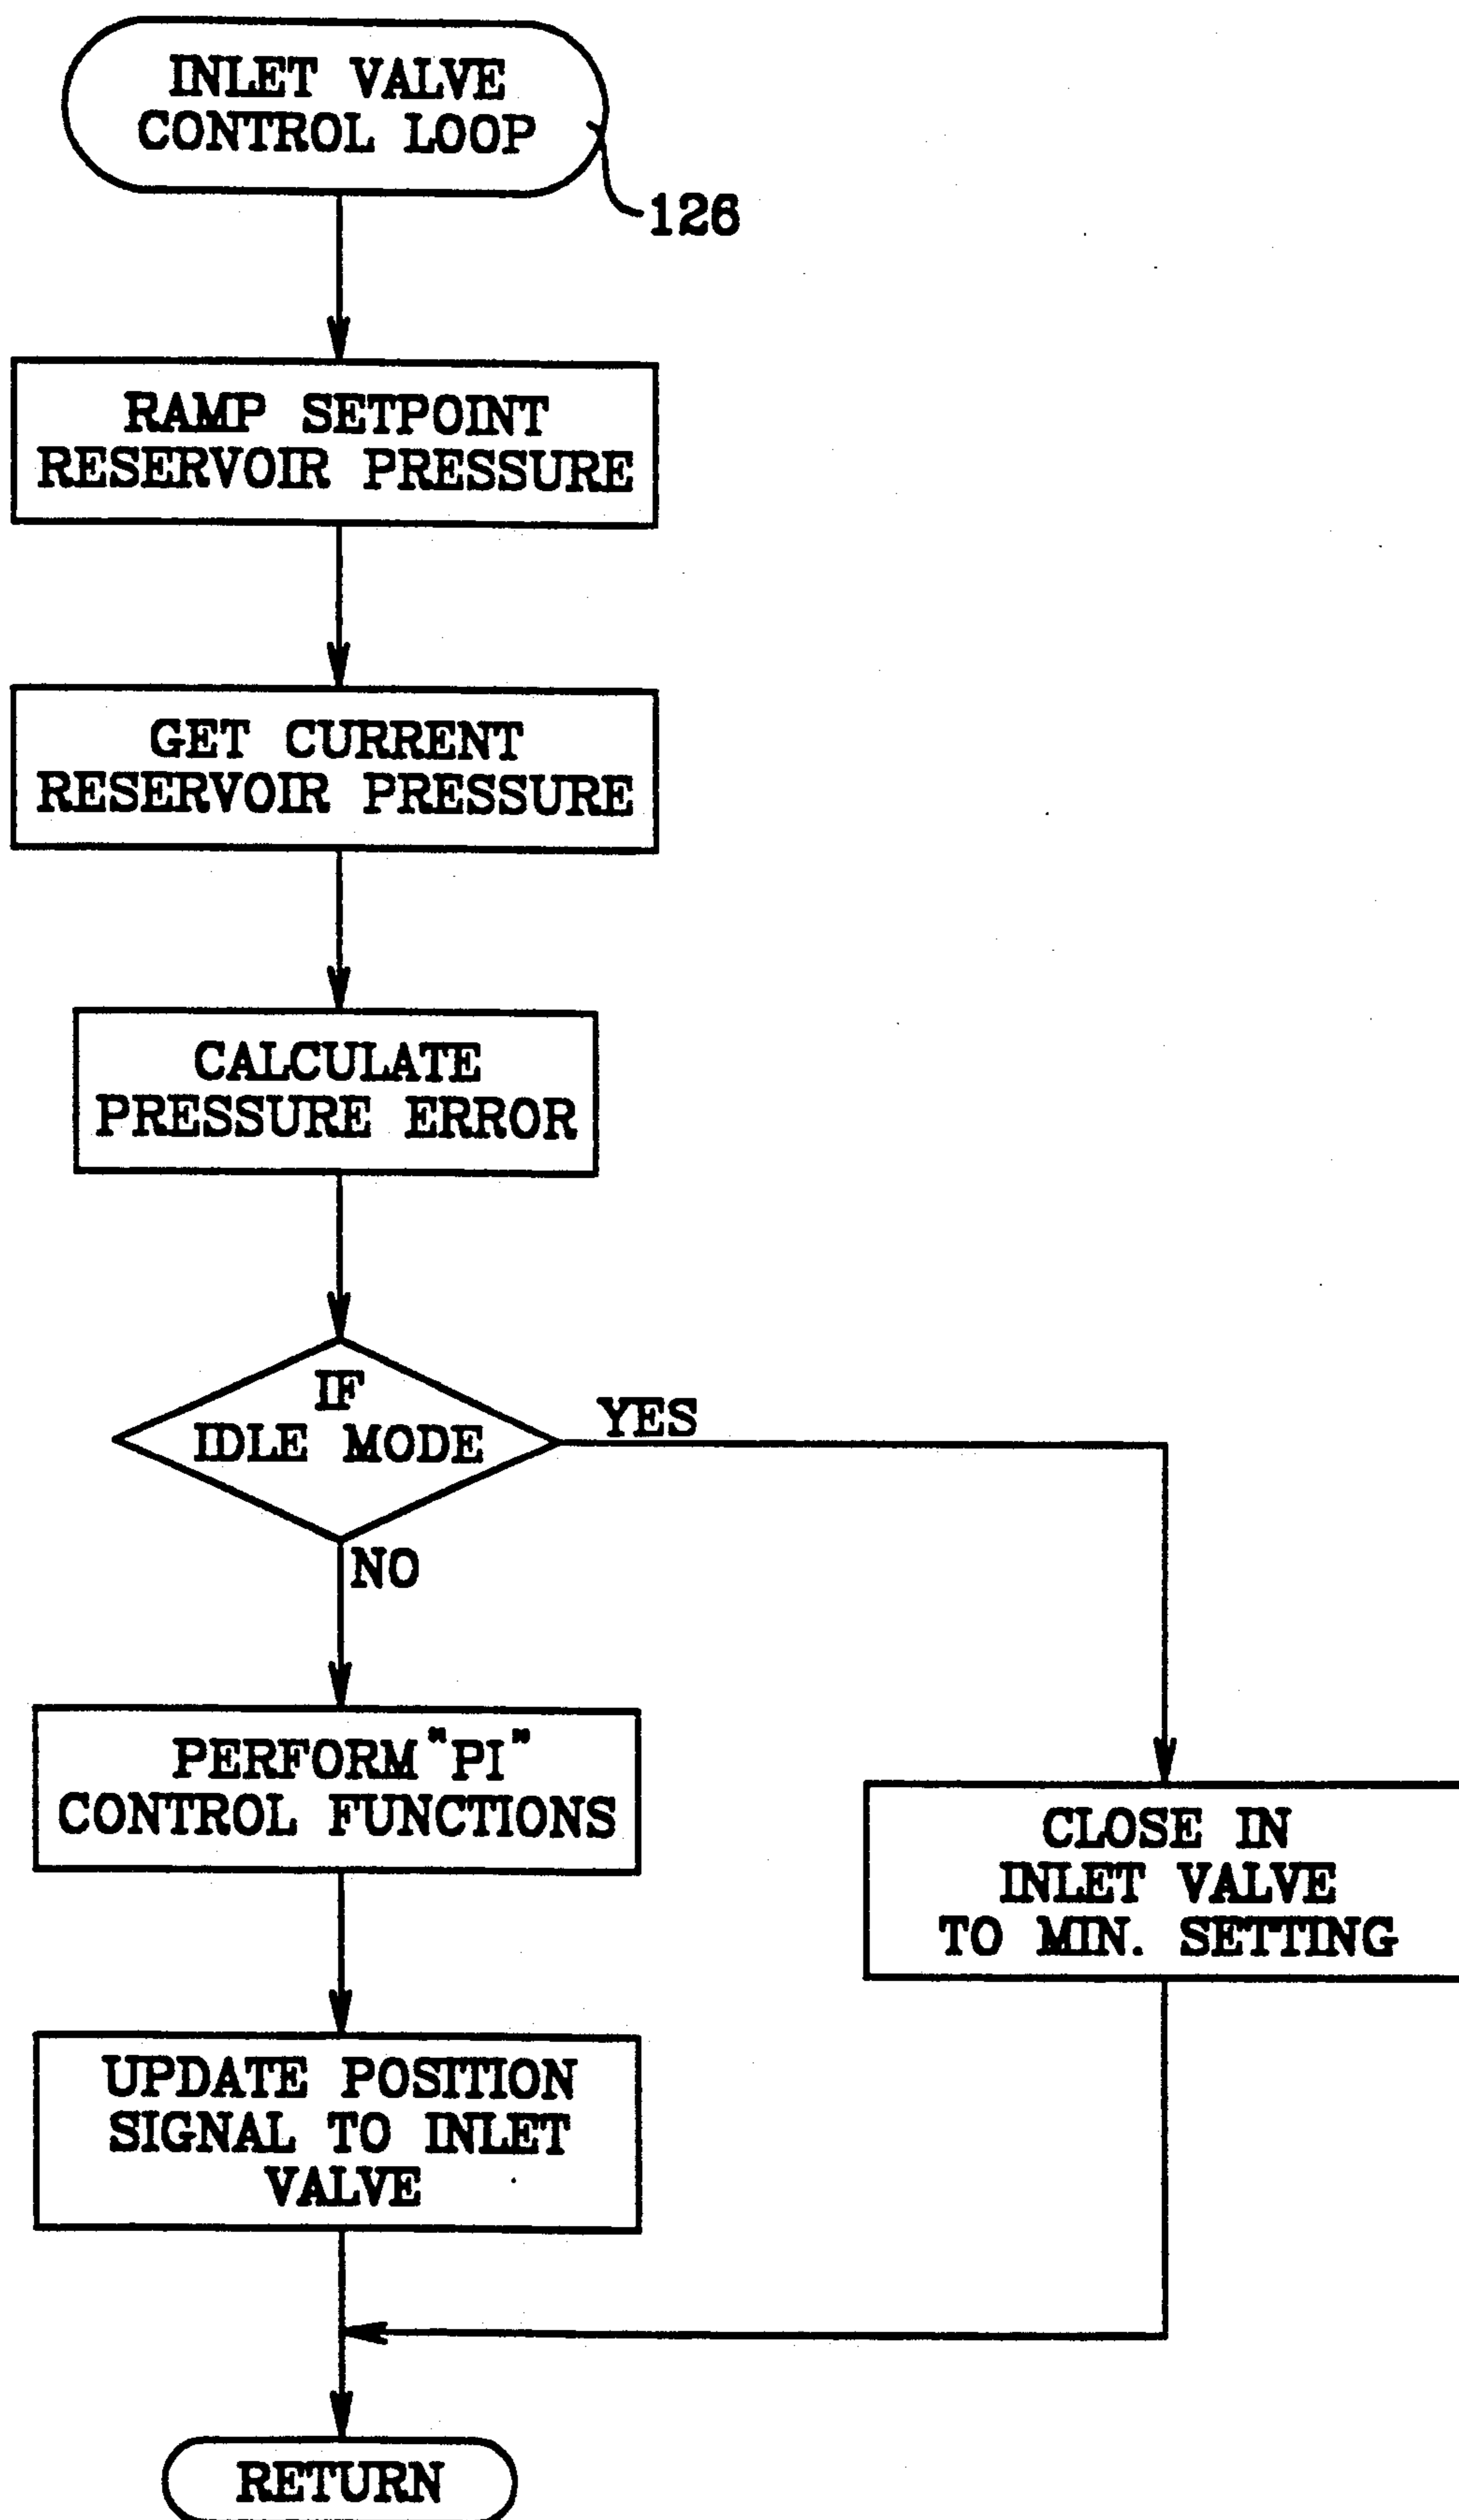 INLET VALVE
CONTROL LOOP
126
RAMP SETPOINT
RESERVOIR PRESSURE
GET CURRENT
RESERVOIR PRESSURE
CALCULATE
PRESSURE ERROR
IF
IDLE MODE
YES
NO
PERFORM "PI"
CONTROL FUNCTIONS
CLOSE IN
INLET VALVE
TO MIN. SETTING
UPDATE POSITION
SIGNAL TO INLET
VALVE
RETURN